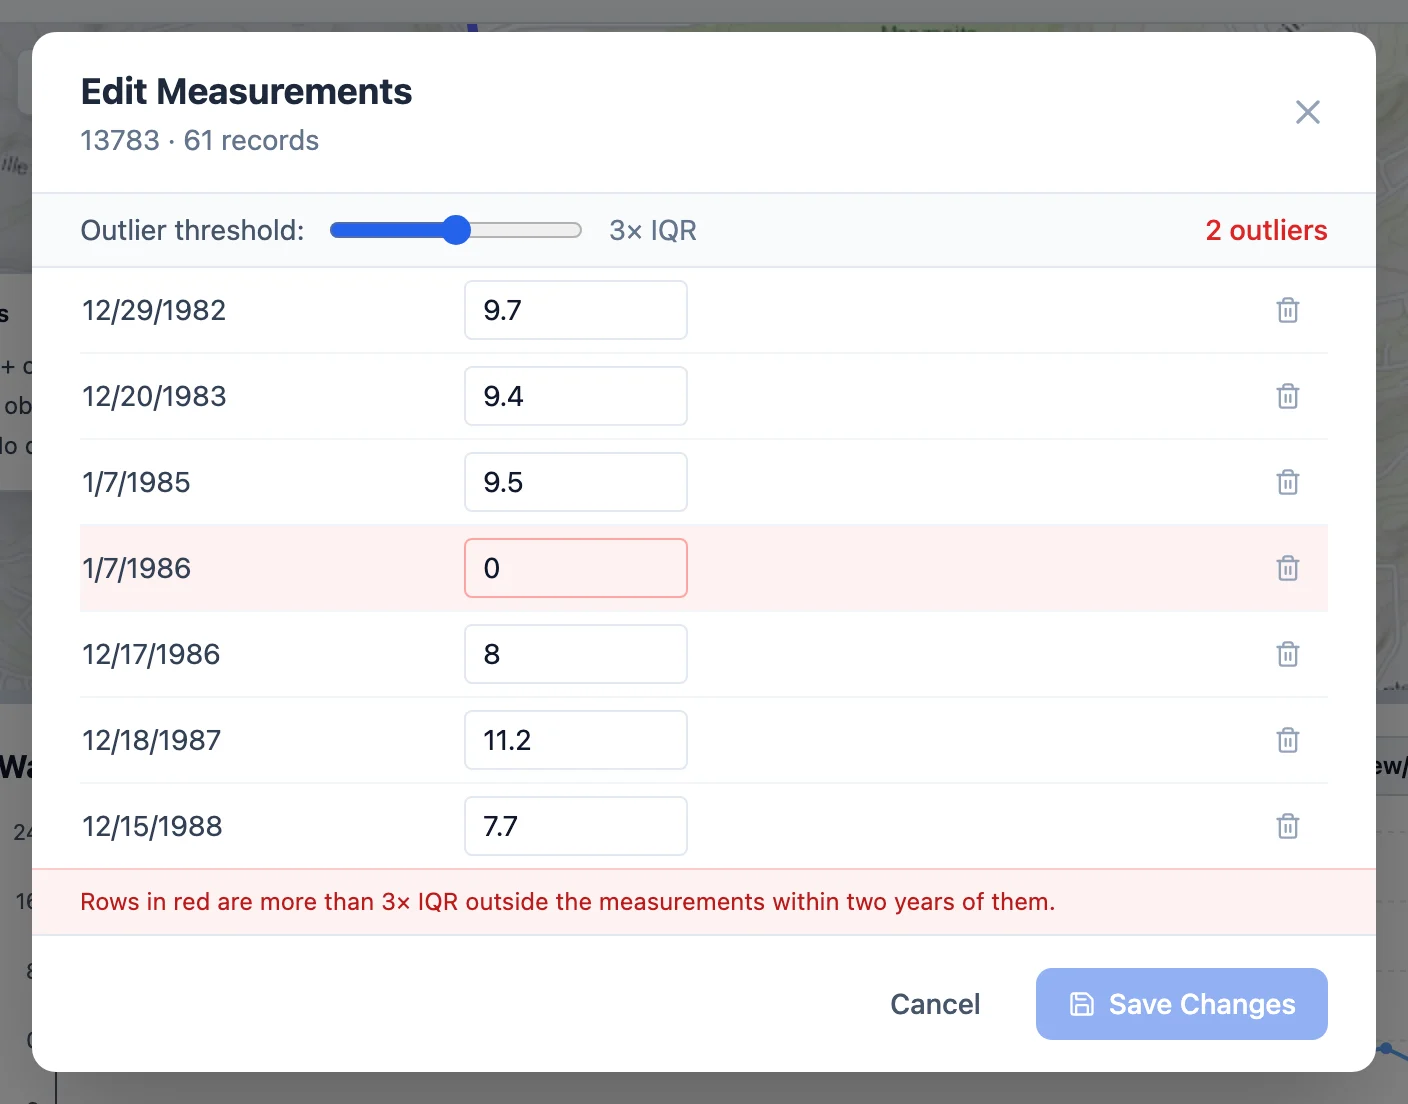 Edit Measurements
13783 · 61 records
Outlier threshold: 3× IQR 2 outliers
12/29/1982 9.7
12/20/1983 9.4
1/7/1985 9.5
1/7/1986 0
12/17/1986 8
12/18/1987 11.2
12/15/1988 7.7
Rows in red are more than 3× IQR outside the measurements within two years of them.
Cancel Save Changes